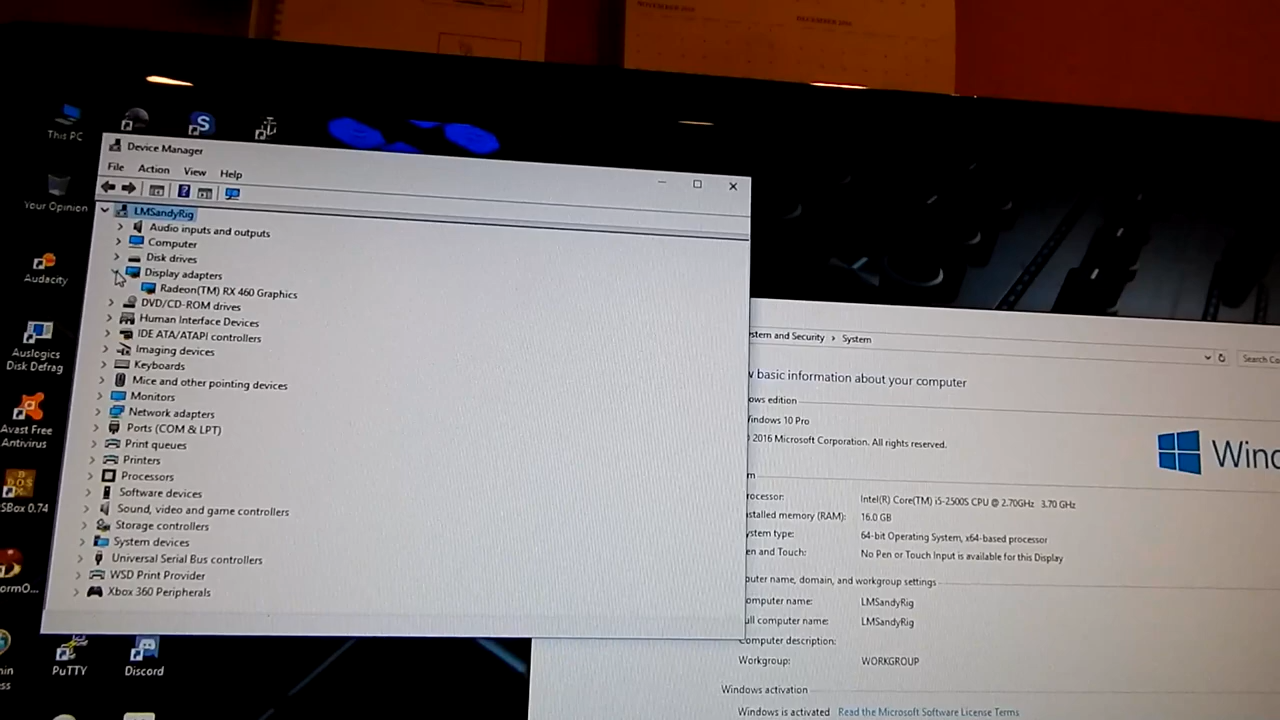 NOVEMBER 2016
DECEMBER 2016
This PC
Your Opinion
Audacity
Auslogics
Disk Defrag
Avast Free
Antivirus
DOS
SBox 0.74
ormO...
PuTTY
Discord
Device Manager
File Action View Help
LMSandyRig
Audio inputs and outputs
Computer
Disk drives
Display adapters
Radeon(TM) RX 460 Graphics
DVD/CD-ROM drives
Human Interface Devices
IDE ATA/ATAPI controllers
Imaging devices
Keyboards
Mice and other pointing devices
Monitors
Network adapters
Ports (COM & LPT)
Print queues
Printers
Processors
Software devices
Sound, video and game controllers
Storage controllers
System devices
Universal Serial Bus controllers
WSD Print Provider
Xbox 360 Peripherals
stem and Security > System
Search Co
w basic information about your computer
ows edition
indows 10 Pro
2016 Microsoft Corporation. All rights reserved.
Wind
m
rocessor: Intel(R) Core(TM) i5-2500S CPU @ 2.70GHz 3.70 GHz
stalled memory (RAM): 16.0 GB
ystem type: 64-bit Operating System, x64-based processor
en and Touch: No Pen or Touch Input is available for this Display
puter name, domain, and workgroup settings
omputer name: LMSandyRig
ull computer name: LMSandyRig
Computer description:
Workgroup: WORKGROUP
Windows activation
Windows is activated Read the Microsoft Software License Terms